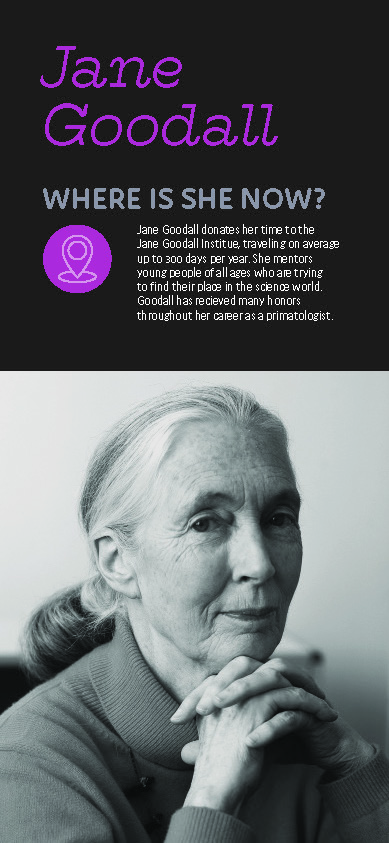 Jane
Goodall
WHERE IS SHE NOW?
Jane Goodall donates her time to the
Jane Goodall Institue, traveling on average
up to 300 days per year. She mentors
young people of all ages who are trying
to find their place in the science world.
Goodall has recieved many honors
throughout her career as a primatologist.